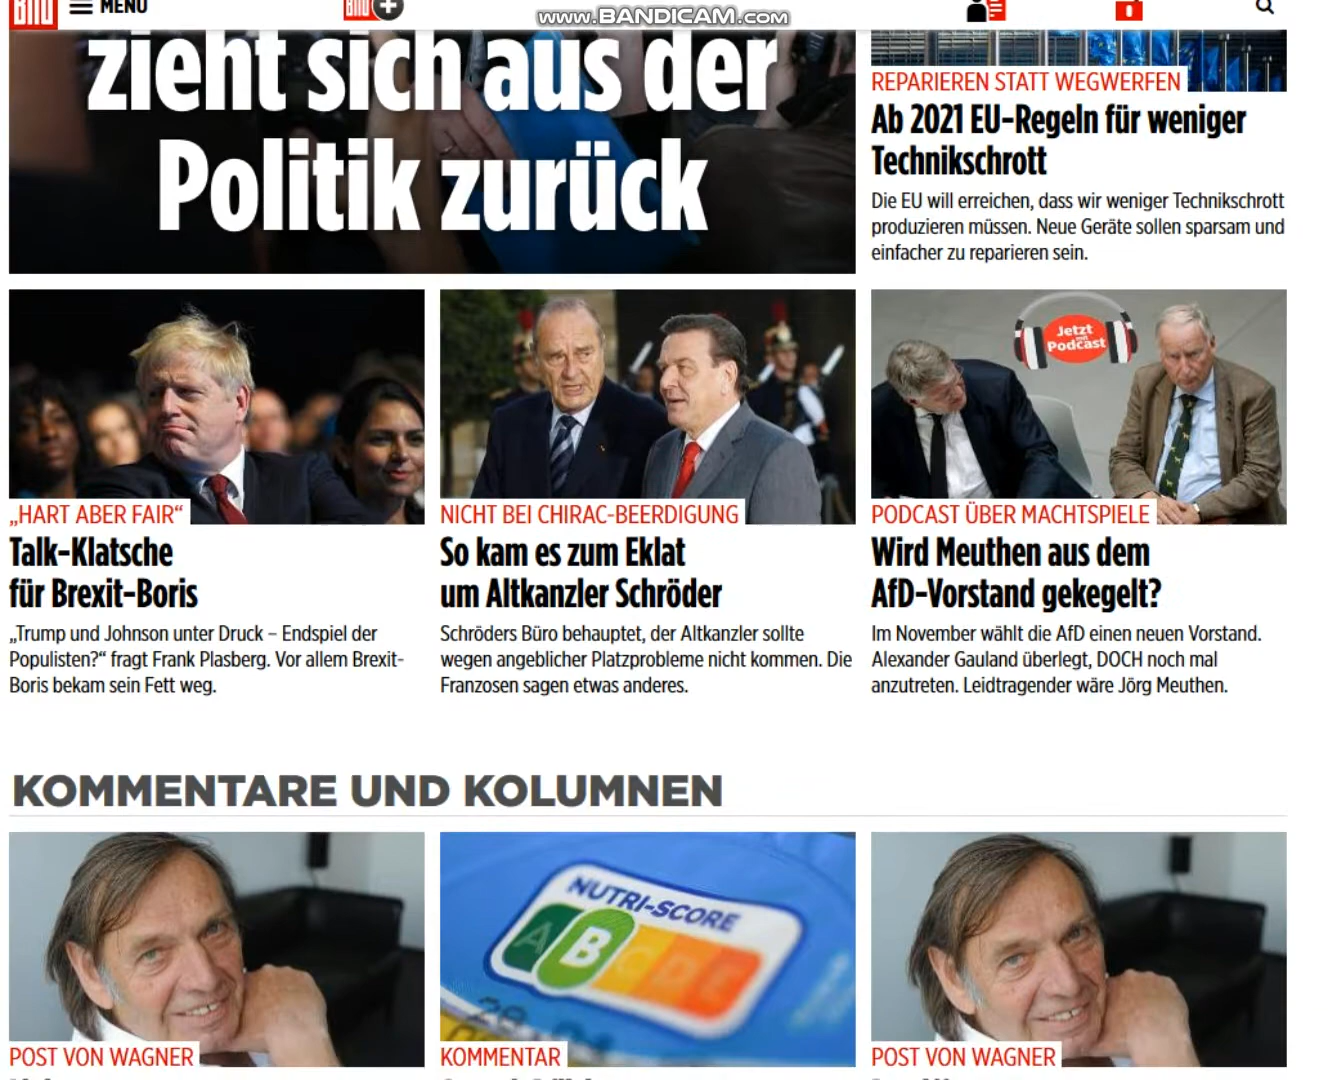 BILD
MENÜ
BILD +
www.BANDICAM.com
zieht sich aus der
Politik zurück
REPARIEREN STATT WEGWERFEN
Ab 2021 EU-Regeln für weniger
Technikschrott
Die EU will erreichen, dass wir weniger Technikschrott
produzieren müssen. Neue Geräte sollen sparsam und
einfacher zu reparieren sein.
„HART ABER FAIR“
Talk-Klatsche
für Brexit-Boris
„Trump und Johnson unter Druck – Endspiel der
Populisten?“ fragt Frank Plasberg. Vor allem Brexit-
Boris bekam sein Fett weg.
NICHT BEI CHIRAC-BEERDIGUNG
So kam es zum Eklat
um Altkanzler Schröder
Schröders Büro behauptet, der Altkanzler sollte
wegen angeblicher Platzprobleme nicht kommen. Die
Franzosen sagen etwas anderes.
Jetzt
Podcast
PODCAST ÜBER MACHTSPIELE
Wird Meuthen aus dem
AfD-Vorstand gekegelt?
Im November wählt die AfD einen neuen Vorstand.
Alexander Gauland überlegt, DOCH noch mal
anzutreten. Leidtragender wäre Jörg Meuthen.
KOMMENTARE UND KOLUMNEN
POST VON WAGNER
NUTRI-SCORE
A B C D E
KOMMENTAR
POST VON WAGNER